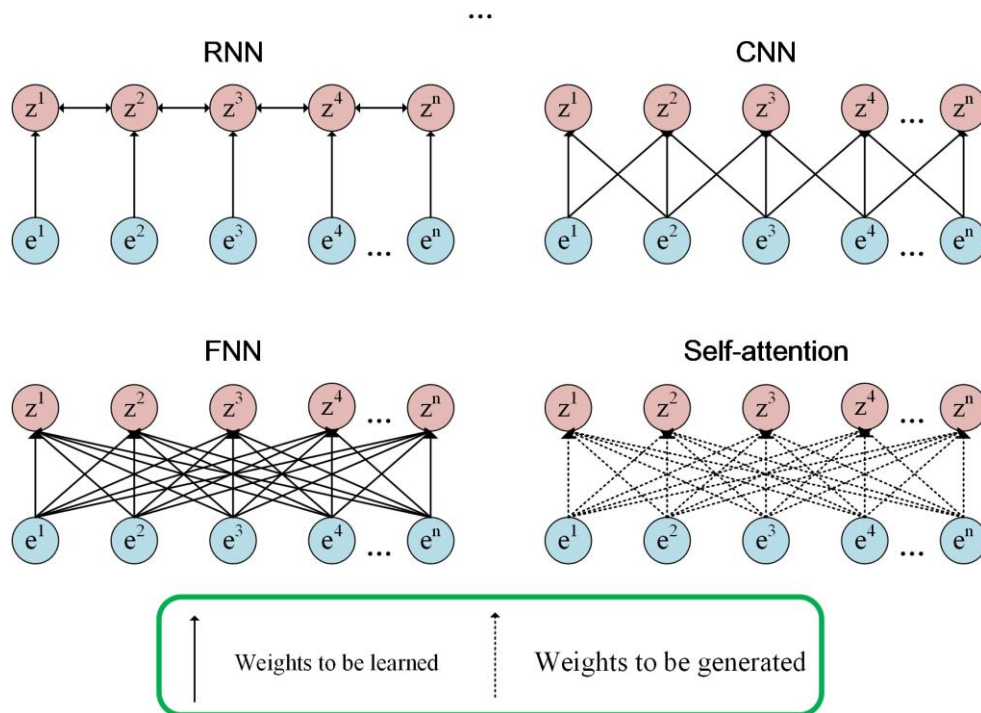 ...
RNN CNN
z¹ z² z³ z⁴ zⁿ z¹ z² z³ z⁴ ... zⁿ
e¹ e² e³ e⁴ ... eⁿ e¹ e² e³ e⁴ ... eⁿ
FNN Self-attention
z¹ z² z³ z⁴ ... zⁿ z¹ z² z³ z⁴ ... zⁿ
e¹ e² e³ e⁴ ... eⁿ e¹ e² e³ e⁴ ... eⁿ
Weights to be learned Weights to be generated